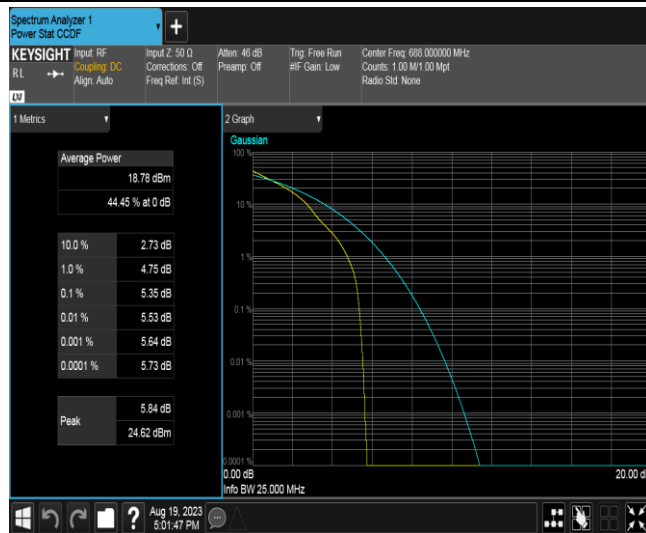 Spectrum Analyzer 1
Power Stat CCDF
KEYSIGHT
RL
Input: RF
Coupling: DC
Align: Auto
Input Z: 50 Ω
Corrections: Off
Freq Ref: Int (S)
Atten: 46 dB
Preamp: Off
Trig: Free Run
#IF Gain: Low
Center Freq: 688.000000 MHz
Counts: 1.00 M/1.00 Mpt
Radio Std: None
1 Metrics
Average Power
18.78 dBm
44.45 % at 0 dB
10.0 % 2.73 dB
1.0 % 4.75 dB
0.1 % 5.35 dB
0.01 % 5.53 dB
0.001 % 5.64 dB
0.0001 % 5.73 dB
Peak
5.84 dB
24.62 dBm
2 Graph
Gaussian
100 %
10 %
1 %
0.1 %
0.01 %
0.001 %
0.0001 %
0.00 dB
20.00 d
Info BW 25.000 MHz
?
Aug 19, 2023
5:01:47 PM